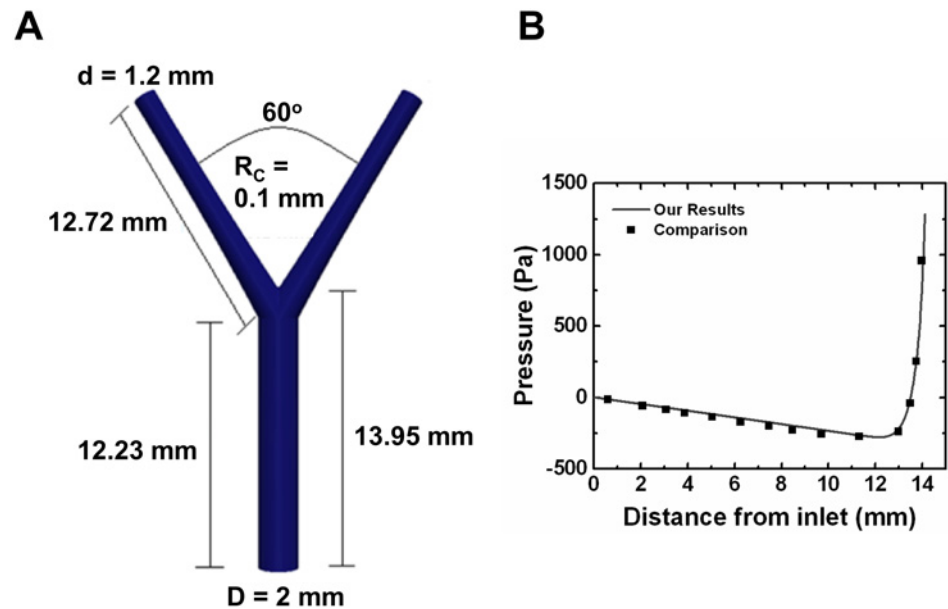 A
d = 1.2 mm
60o
RC =
0.1 mm
12.72 mm
12.23 mm
13.95 mm
D = 2 mm
B
Pressure (Pa)
1500
1000
500
0
-500
Our Results
Comparison
0 2 4 6 8 10 12 14
Distance from inlet (mm)